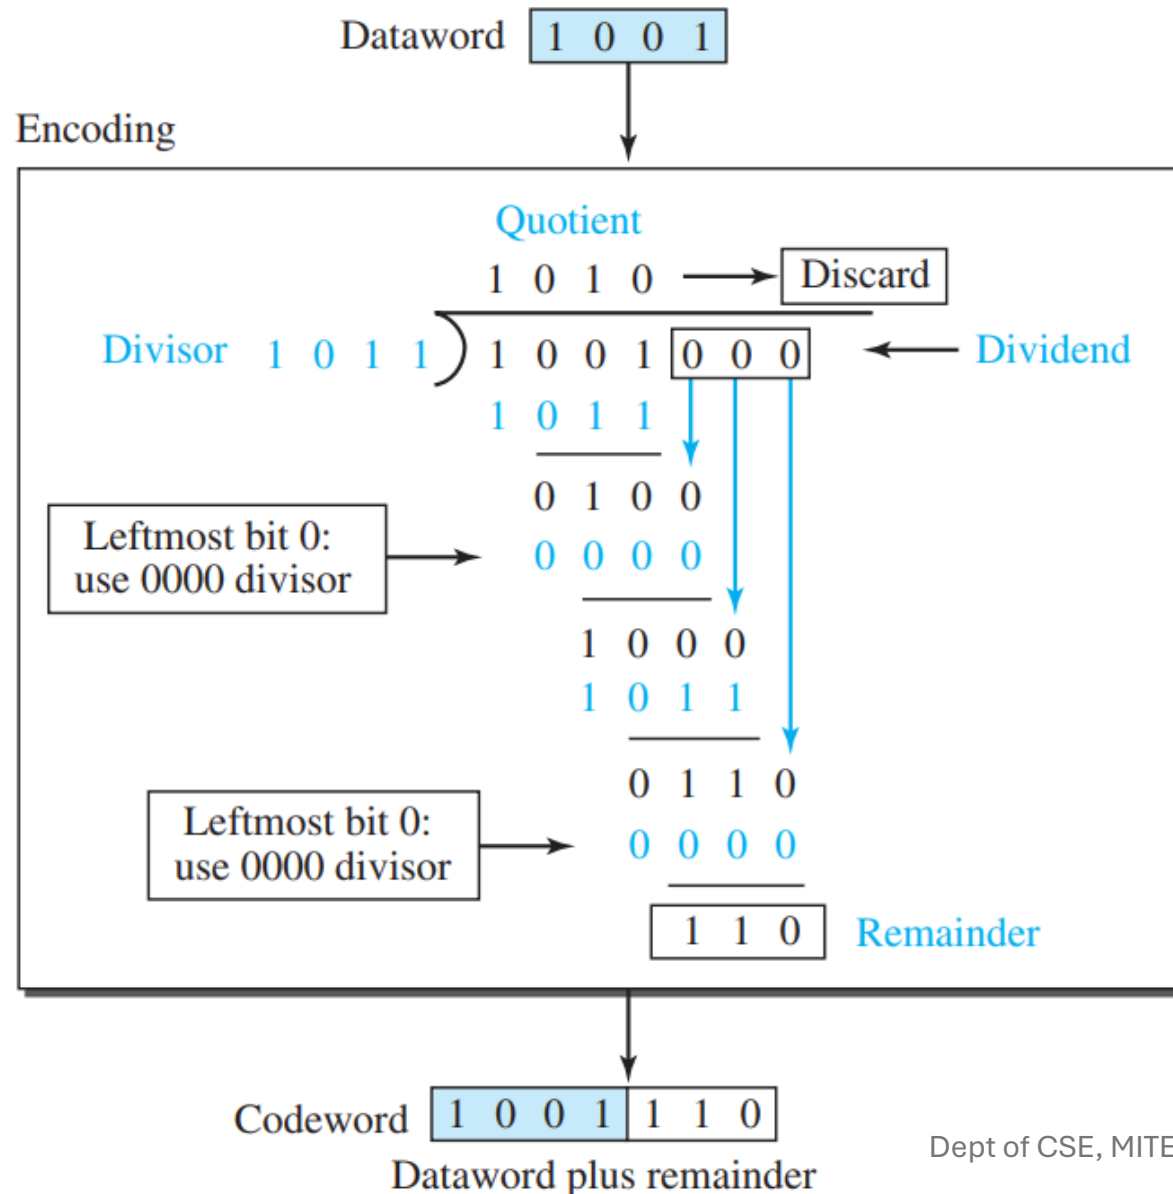 Dataword 1 0 0 1
Encoding
Quotient
1 0 1 0 Discard
Divisor 1 0 1 1 1 0 0 1 0 0 0 Dividend
1 0 1 1
0 1 0 0
Leftmost bit 0:
use 0000 divisor
0 0 0 0
1 0 0 0
1 0 1 1
0 1 1 0
Leftmost bit 0:
use 0000 divisor
0 0 0 0
1 1 0 Remainder
Codeword 1 0 0 1 1 1 0
Dataword plus remainder
Dept of CSE, MITE